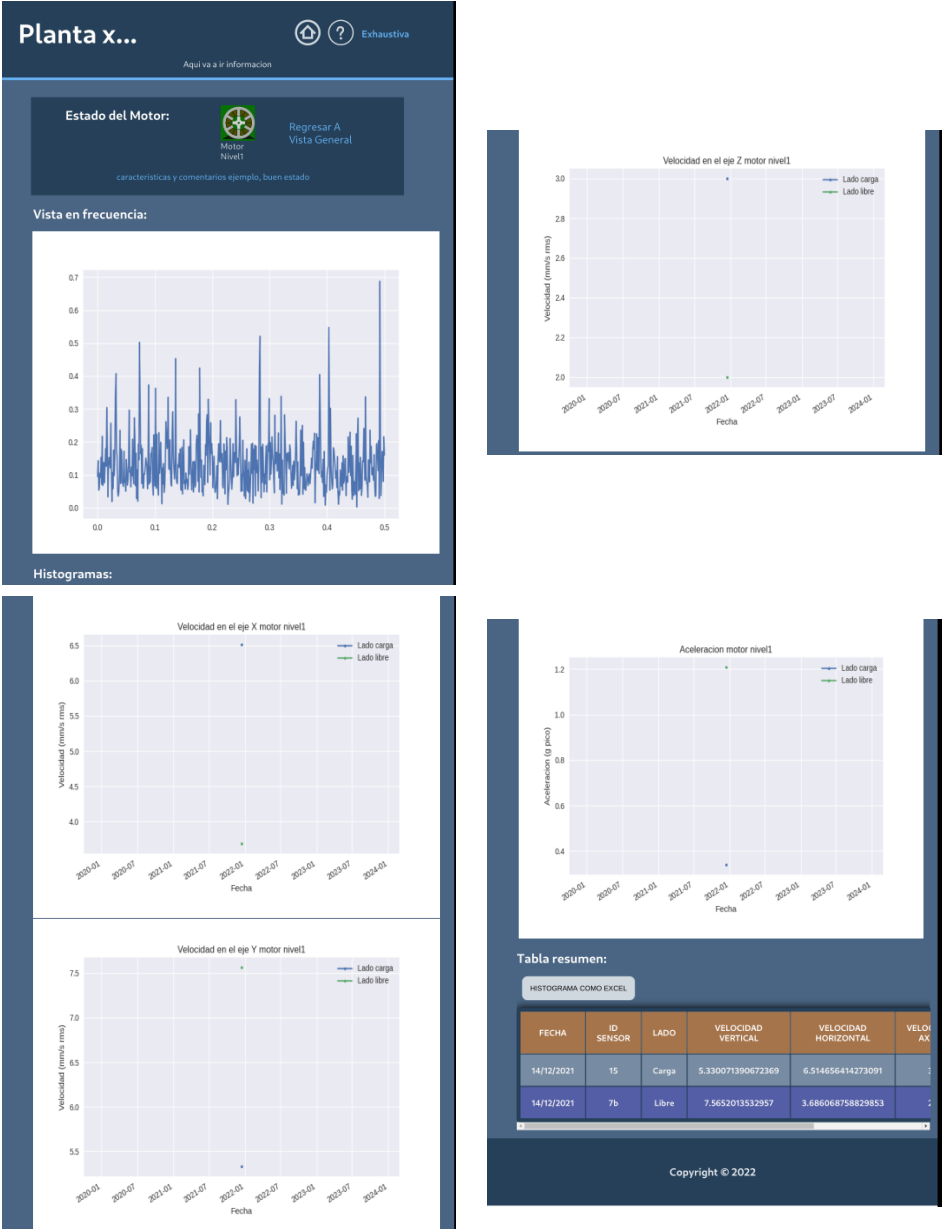 Planta x...
Exhaustiva
Aqui va a ir informacion
Estado del Motor:
Motor
Nivel1
Regresar A
Vista General
caracteristicas y comentarios ejemplo, buen estado
Vista en frecuencia:
0.7
0.6
0.5
0.4
0.3
0.2
0.1
0.0
0.0 0.1 0.2 0.3 0.4 0.5
Histogramas:
Velocidad en el eje Z motor nivel1
Lado carga
Lado libre
Velocidad (mm/s rms)
3.0
2.8
2.6
2.4
2.2
2.0
2020-01 2020-07 2021-01 2021-07 2022-01 2022-07 2023-01 2023-07 2024-01
Fecha
Velocidad en el eje X motor nivel1
Lado carga
Lado libre
Velocidad (mm/s rms)
6.5
6.0
5.5
5.0
4.5
4.0
2020-01 2020-07 2021-01 2021-07 2022-01 2022-07 2023-01 2023-07 2024-01
Fecha
Velocidad en el eje Y motor nivel1
Lado carga
Lado libre
Velocidad (mm/s rms)
7.5
7.0
6.5
6.0
5.5
2020-01 2020-07 2021-01 2021-07 2022-01 2022-07 2023-01 2023-07 2024-01
Fecha
Aceleracion motor nivel1
Lado carga
Lado libre
Aceleracion (g pico)
1.2
1.0
0.8
0.6
0.4
2020-01 2020-07 2021-01 2021-07 2022-01 2022-07 2023-01 2023-07 2024-01
Fecha
Tabla resumen:
HISTOGRAMA COMO EXCEL
FECHA ID SENSOR LADO VELOCIDAD VERTICAL VELOCIDAD HORIZONTAL
14/12/2021 15 Carga 5.330071390672369 6.514656414273091
14/12/2021 7b Libre 7.5652013532957 3.686068758829853
Copyright © 2022